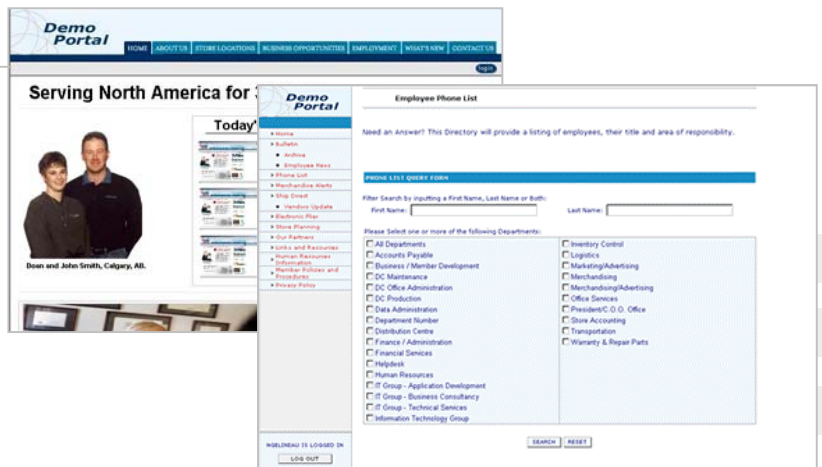 Demo
Portal
HOME ABOUT US STORE LOCATIONS BUSINESS OPPORTUNITIES EMPLOYMENT WHAT'S NEW CONTACT US
log in
Serving North America for
Today'
Dean and John Smith, Calgary, AB.
Demo
Portal
Home
Bulletin
Archive
Employee News
Phone List
Merchandise Alerts
Ship Direct
Vendors Update
Electronic Flier
Store Planning
Our Partners
Links and Resources
Human Resources
Information
Member Policies and
Procedures
Privacy Policy
NGELINEAU IS LOGGED IN
LOG OUT
Employee Phone List
Need an Answer? This Directory will provide a listing of employees, their title and area of responsibility.
PHONE LIST QUERY FORM
Filter Search by inputting a First Name, Last Name or Both:
First Name: Last Name:
Please Select one or more of the following Departments:
All Departments
Accounts Payable
Business / Member Development
DC Maintenance
DC Office Administration
DC Production
Data Administration
Department Number
Distribution Centre
Finance / Administration
Financial Services
Helpdesk
Human Resources
IT Group - Application Development
IT Group - Business Consultancy
IT Group - Technical Services
Information Technology Group
Inventory Control
Logistics
Marketing/Advertising
Merchandising
Merchandising/Advertising
Office Services
President/C.O.O. Office
Store Accounting
Transportation
Warranty & Repair Parts
SEARCH RESET